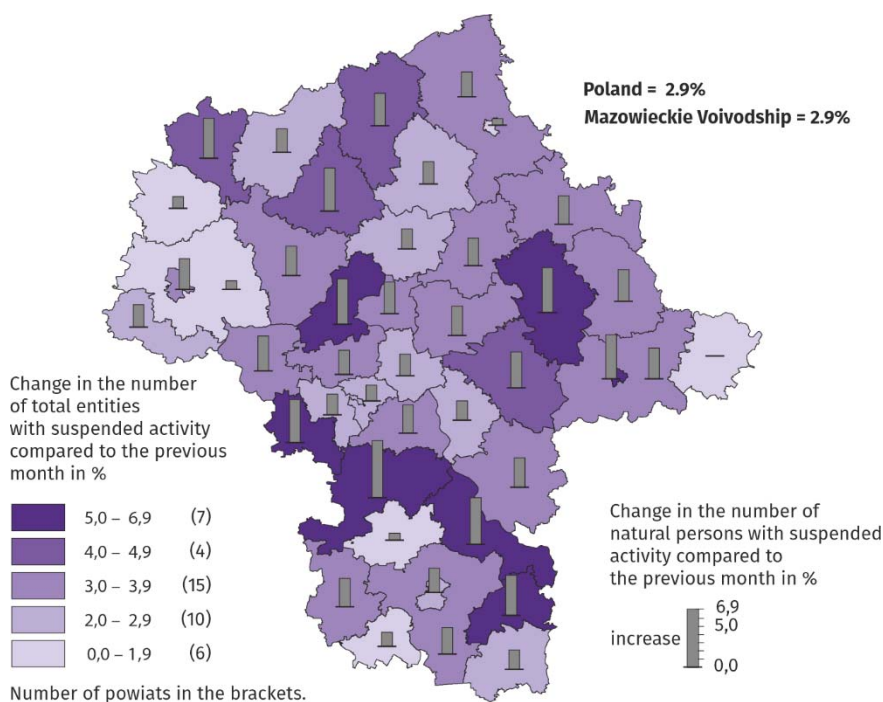 Poland = 2.9%
Mazowieckie Voivodship = 2.9%
Change in the number
of total entities
with suspended activity
compared to the previous
month in %
5,0 – 6,9 (7)
4,0 – 4,9 (4)
3,0 – 3,9 (15)
2,0 – 2,9 (10)
0,0 – 1,9 (6)
Number of powiats in the brackets.
Change in the number of
natural persons with suspended
activity compared to
the previous month in %
6,9
5,0
increase
0,0